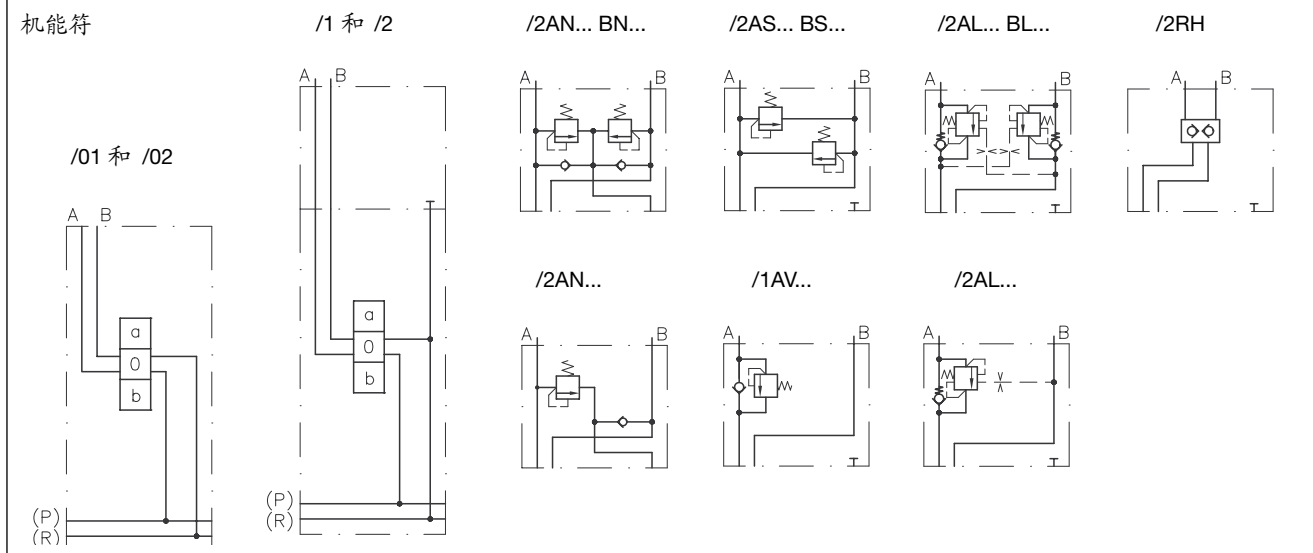 机能符
/1 和 /2
/2AN... BN...
/2AS... BS...
/2AL... BL...
/2RH
A B
A B
A B
A B
A B
/01 和 /02
A B
a
0
b
(P)
(R)
a
0
b
(P)
(R)
/2AN...
/1AV...
/2AL...
A B
A B
A B